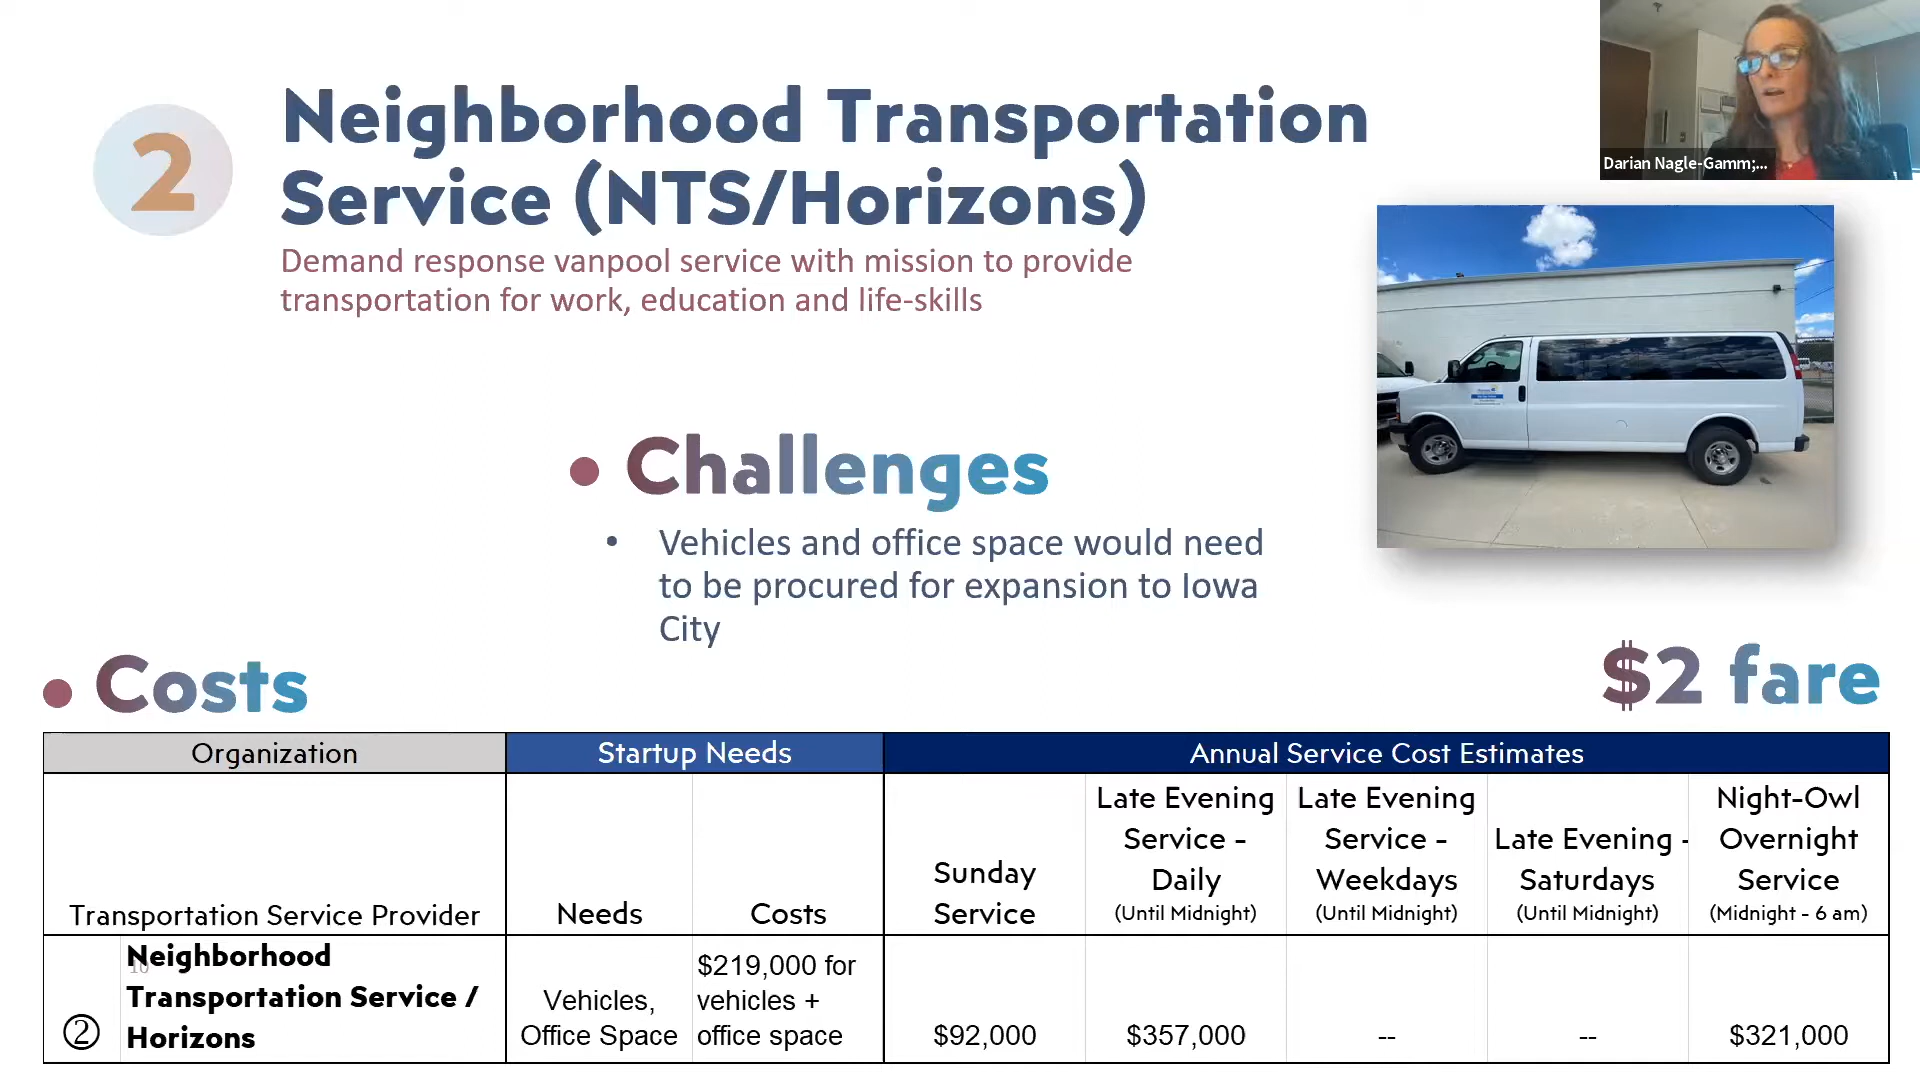 Darian Nagle-Gamm;...
2
Neighborhood Transportation
Service (NTS/Horizons)
Demand response vanpool service with mission to provide
transportation for work, education and life-skills
• Challenges
• Vehicles and office space would need
to be procured for expansion to Iowa
City
• Costs
$2 fare
Organization
Startup Needs
Annual Service Cost Estimates
Transportation Service Provider
Needs
Costs
Sunday
Service
Late Evening
Service -
Daily
(Until Midnight)
Late Evening
Service -
Weekdays
(Until Midnight)
Late Evening -
Saturdays
(Until Midnight)
Night-Owl
Overnight
Service
(Midnight - 6 am)
10
②
Neighborhood
Transportation Service /
Horizons
Vehicles,
Office Space
$219,000 for
vehicles +
office space
$92,000
$357,000
--
--
$321,000